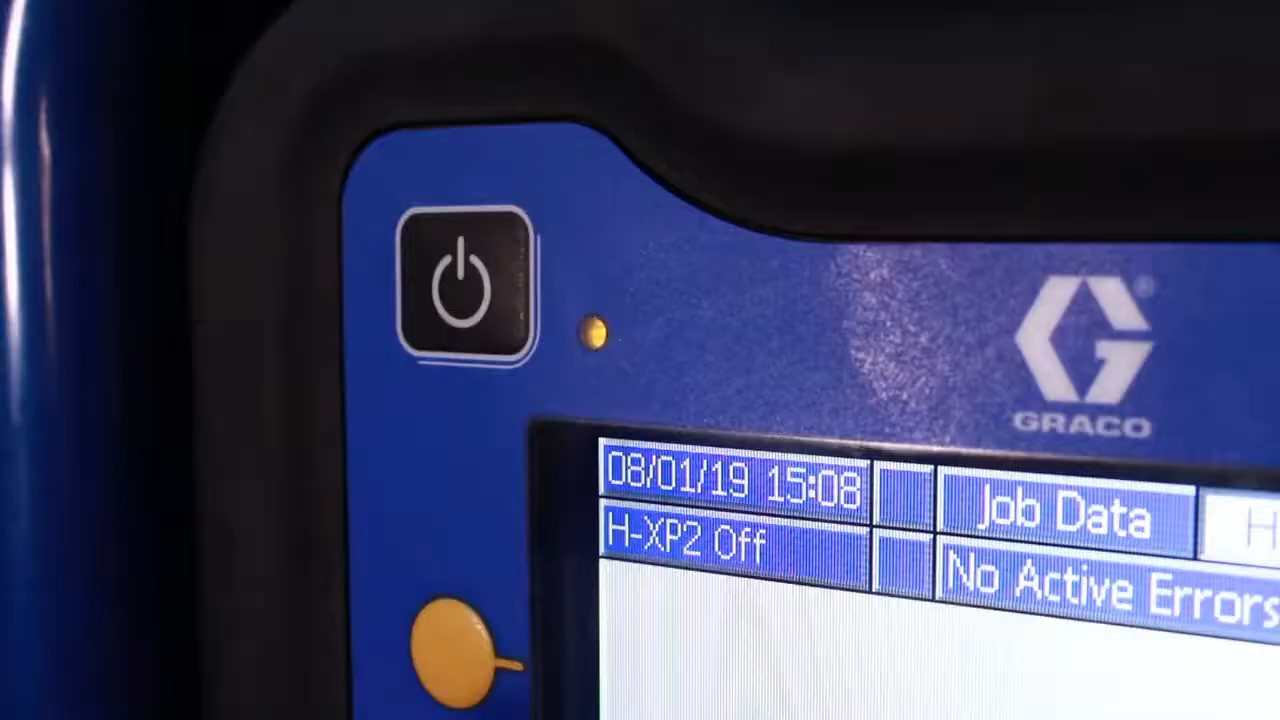 GRACO
08/01/19 15:08
Job Data
H
H-XP2 Off
No Active Errors